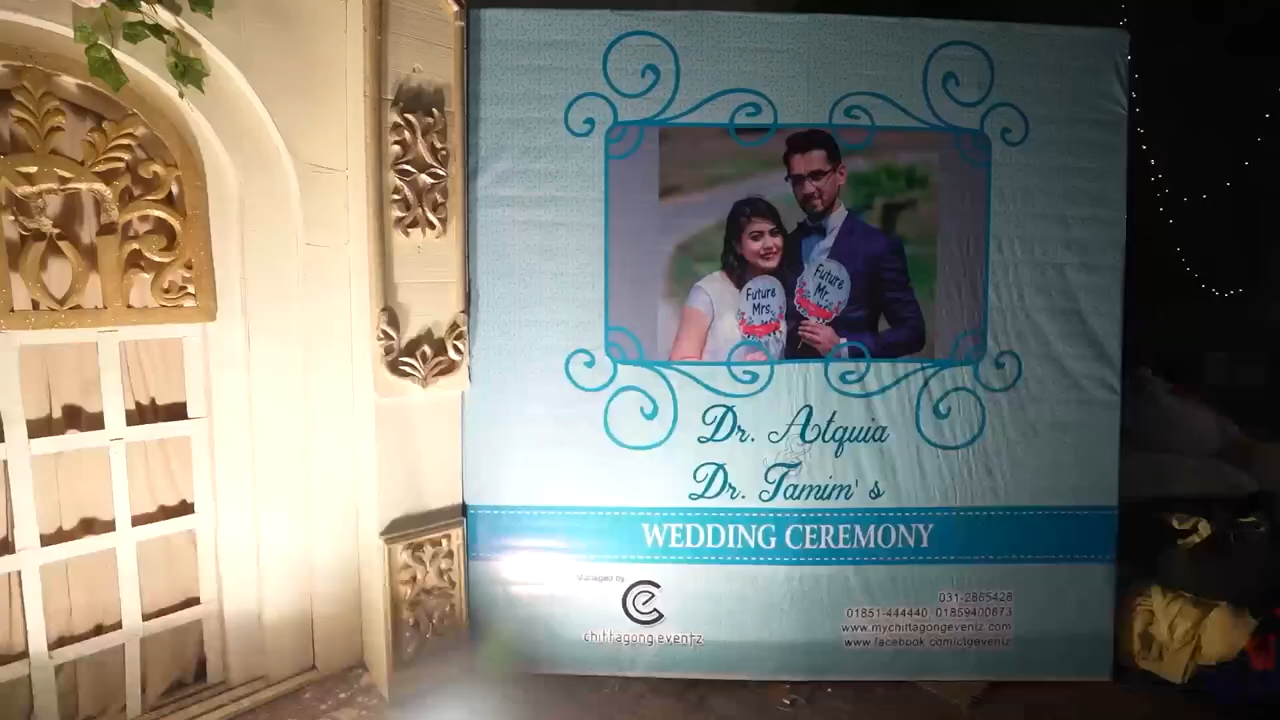 Future
Mrs.
Future
Mr.
Dr. Atquia
Dr. Tamim's
WEDDING CEREMONY
Managed by
chittagong eventz
031-2865428
01851-444440 01859400873
www.mychittagongeventz.com
www.facebook.com/ctgeventz